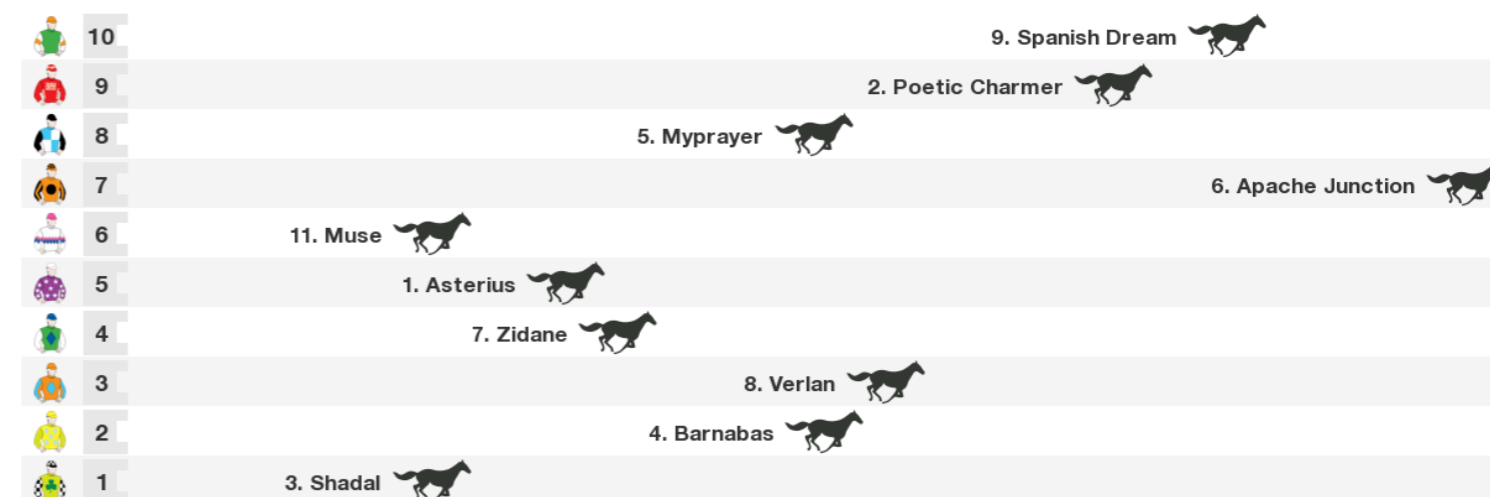 10 9. Spanish Dream
9 2. Poetic Charmer
8 5. Myprayer
7 6. Apache Junction
6 11. Muse
5 1. Asterius
4 7. Zidane
3 8. Verlan
2 4. Barnabas
1 3. Shadal